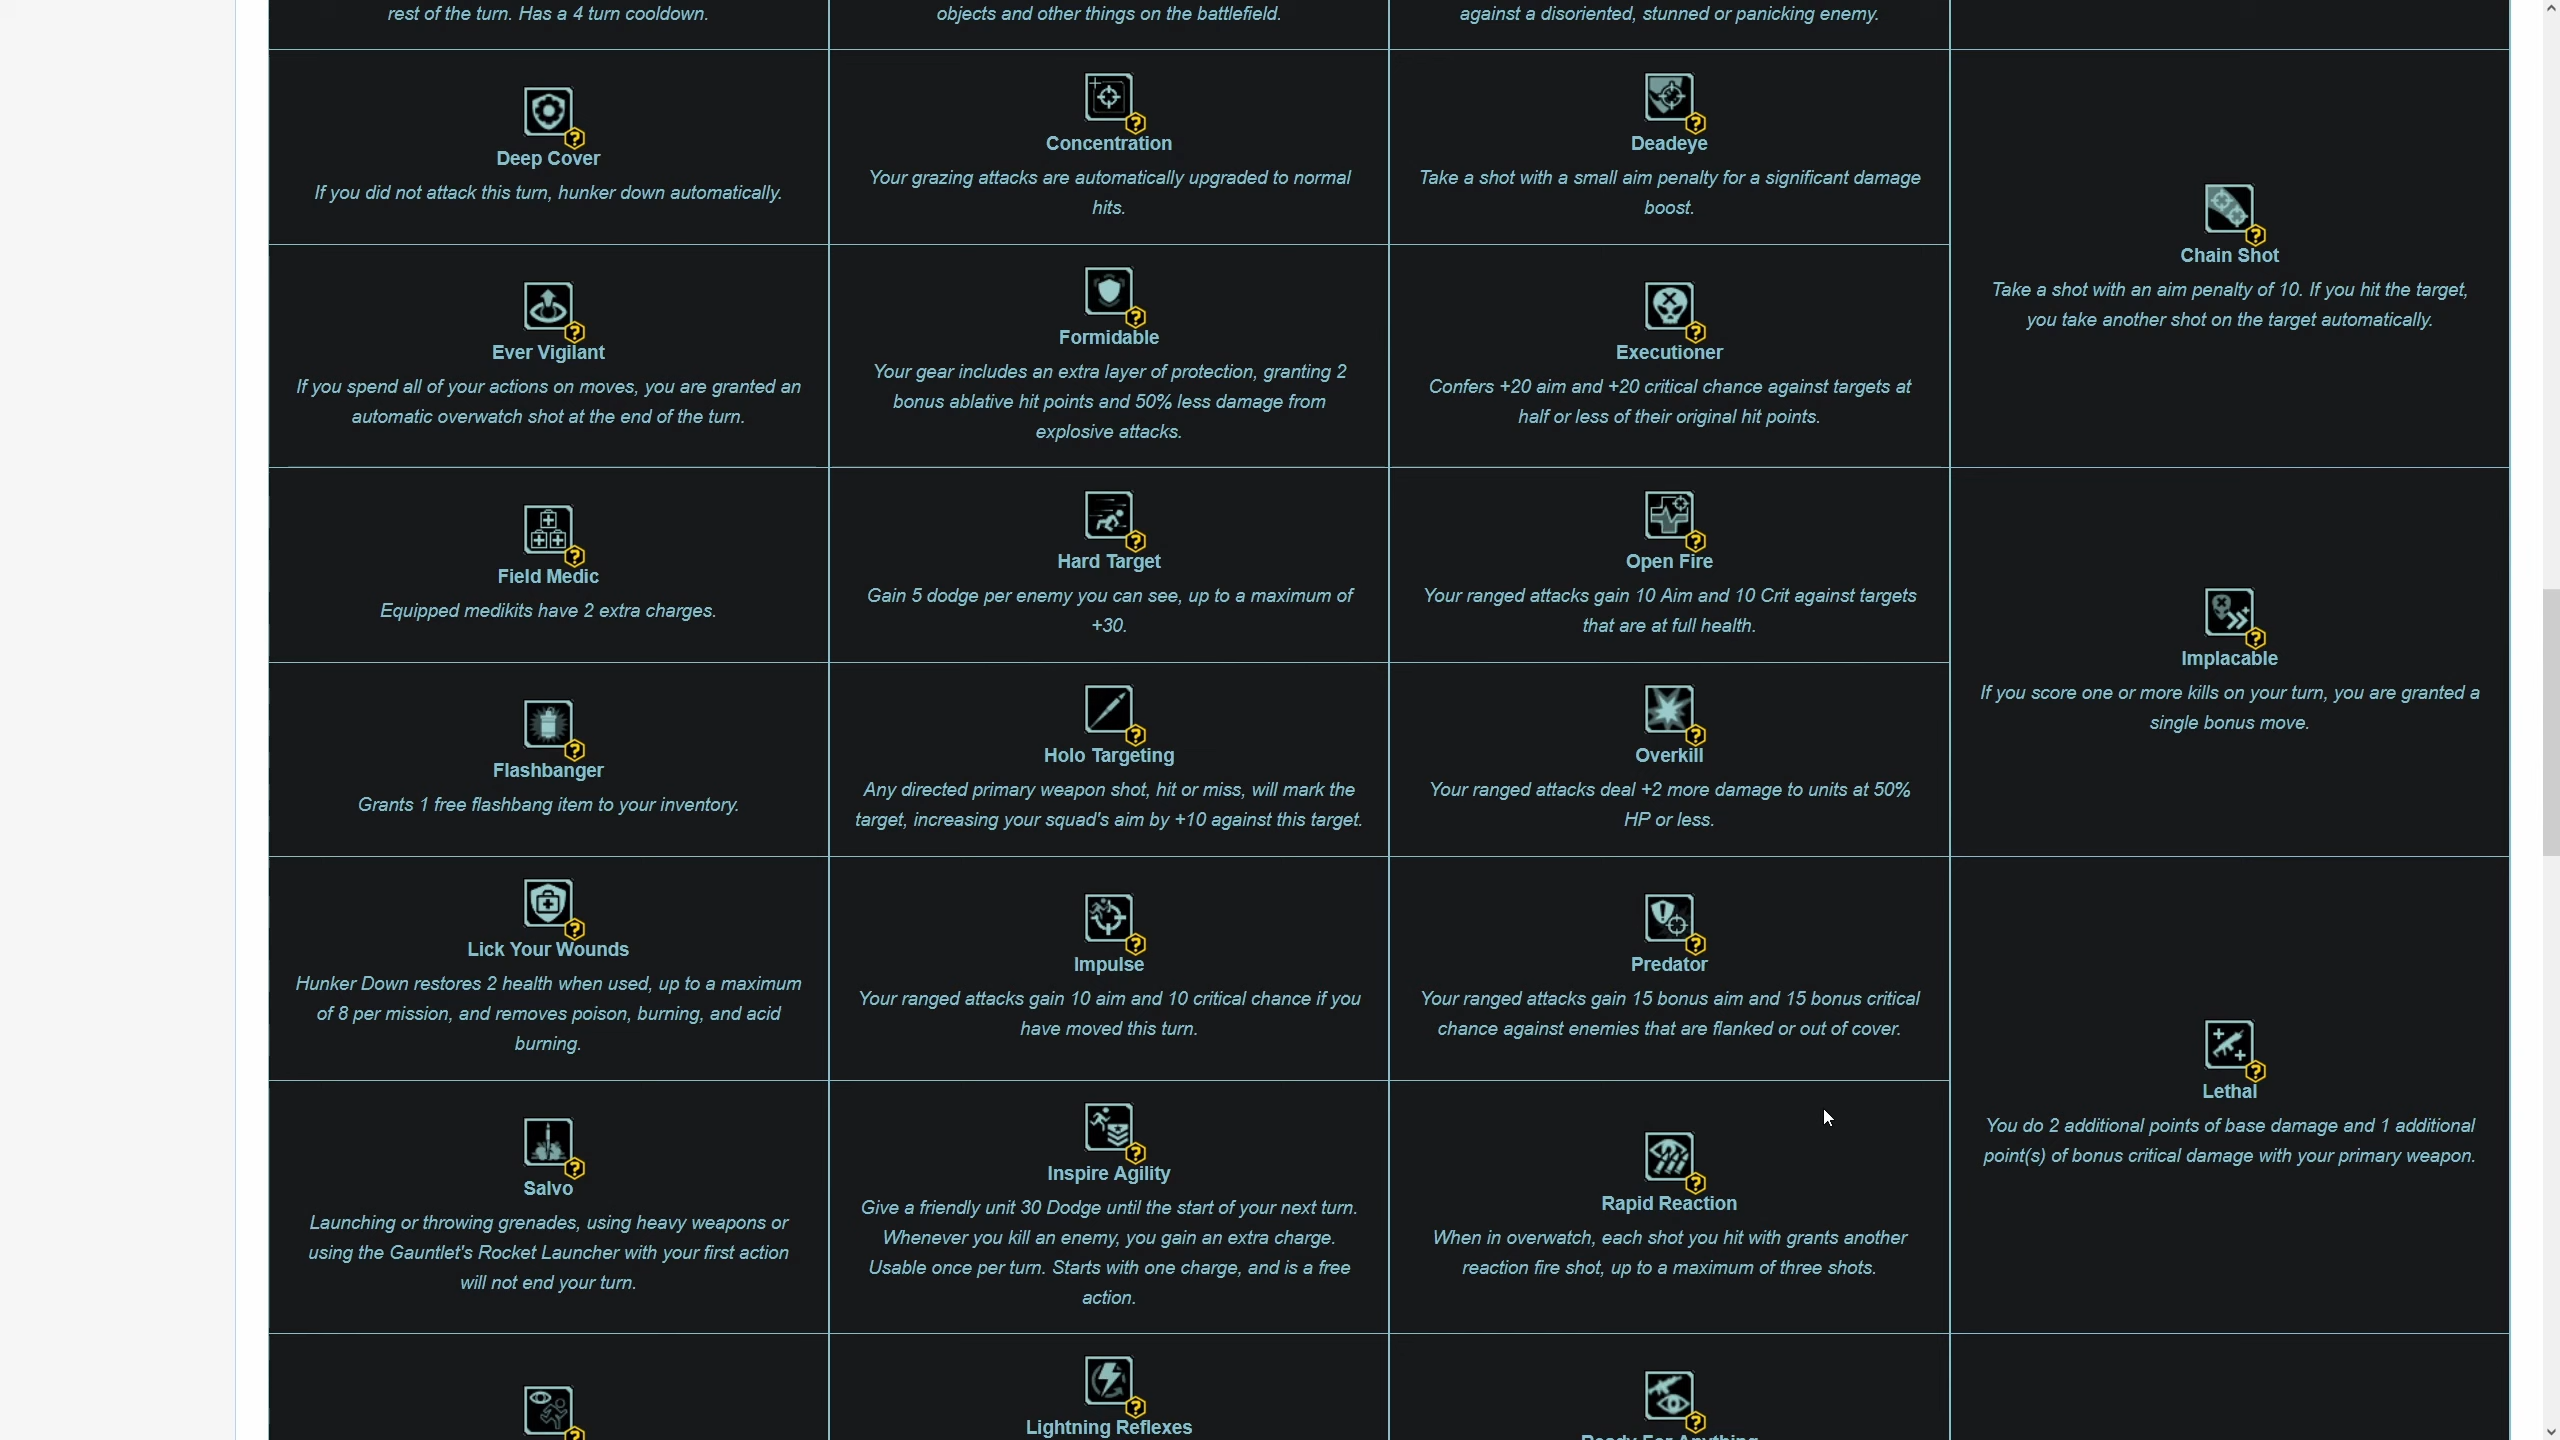 rest of the turn. Has a 4 turn cooldown.
objects and other things on the battlefield.
against a disoriented, stunned or panicking enemy.
Deep Cover
If you did not attack this turn, hunker down automatically.
Concentration
Your grazing attacks are automatically upgraded to normal
hits.
Deadeye
Take a shot with a small aim penalty for a significant damage
boost.
Chain Shot
Take a shot with an aim penalty of 10. If you hit the target,
you take another shot on the target automatically.
Ever Vigilant
If you spend all of your actions on moves, you are granted an
automatic overwatch shot at the end of the turn.
Formidable
Your gear includes an extra layer of protection, granting 2
bonus ablative hit points and 50% less damage from
explosive attacks.
Executioner
Confers +20 aim and +20 critical chance against targets at
half or less of their original hit points.
Field Medic
Equipped medikits have 2 extra charges.
Hard Target
Gain 5 dodge per enemy you can see, up to a maximum of
+30.
Open Fire
Your ranged attacks gain 10 Aim and 10 Crit against targets
that are at full health.
Implacable
If you score one or more kills on your turn, you are granted a
single bonus move.
Flashbanger
Grants 1 free flashbang item to your inventory.
Holo Targeting
Any directed primary weapon shot, hit or miss, will mark the
target, increasing your squad's aim by +10 against this target.
Overkill
Your ranged attacks deal +2 more damage to units at 50%
HP or less.
Lick Your Wounds
Hunker Down restores 2 health when used, up to a maximum
of 8 per mission, and removes poison, burning, and acid
burning.
Impulse
Your ranged attacks gain 10 aim and 10 critical chance if you
have moved this turn.
Predator
Your ranged attacks gain 15 bonus aim and 15 bonus critical
chance against enemies that are flanked or out of cover.
Lethal
You do 2 additional points of base damage and 1 additional
point(s) of bonus critical damage with your primary weapon.
Salvo
Launching or throwing grenades, using heavy weapons or
using the Gauntlet's Rocket Launcher with your first action
will not end your turn.
Inspire Agility
Give a friendly unit 30 Dodge until the start of your next turn.
Whenever you kill an enemy, you gain an extra charge.
Usable once per turn. Starts with one charge, and is a free
action.
Rapid Reaction
When in overwatch, each shot you hit with grants another
reaction fire shot, up to a maximum of three shots.
Lightning Reflexes
Ready For Anything